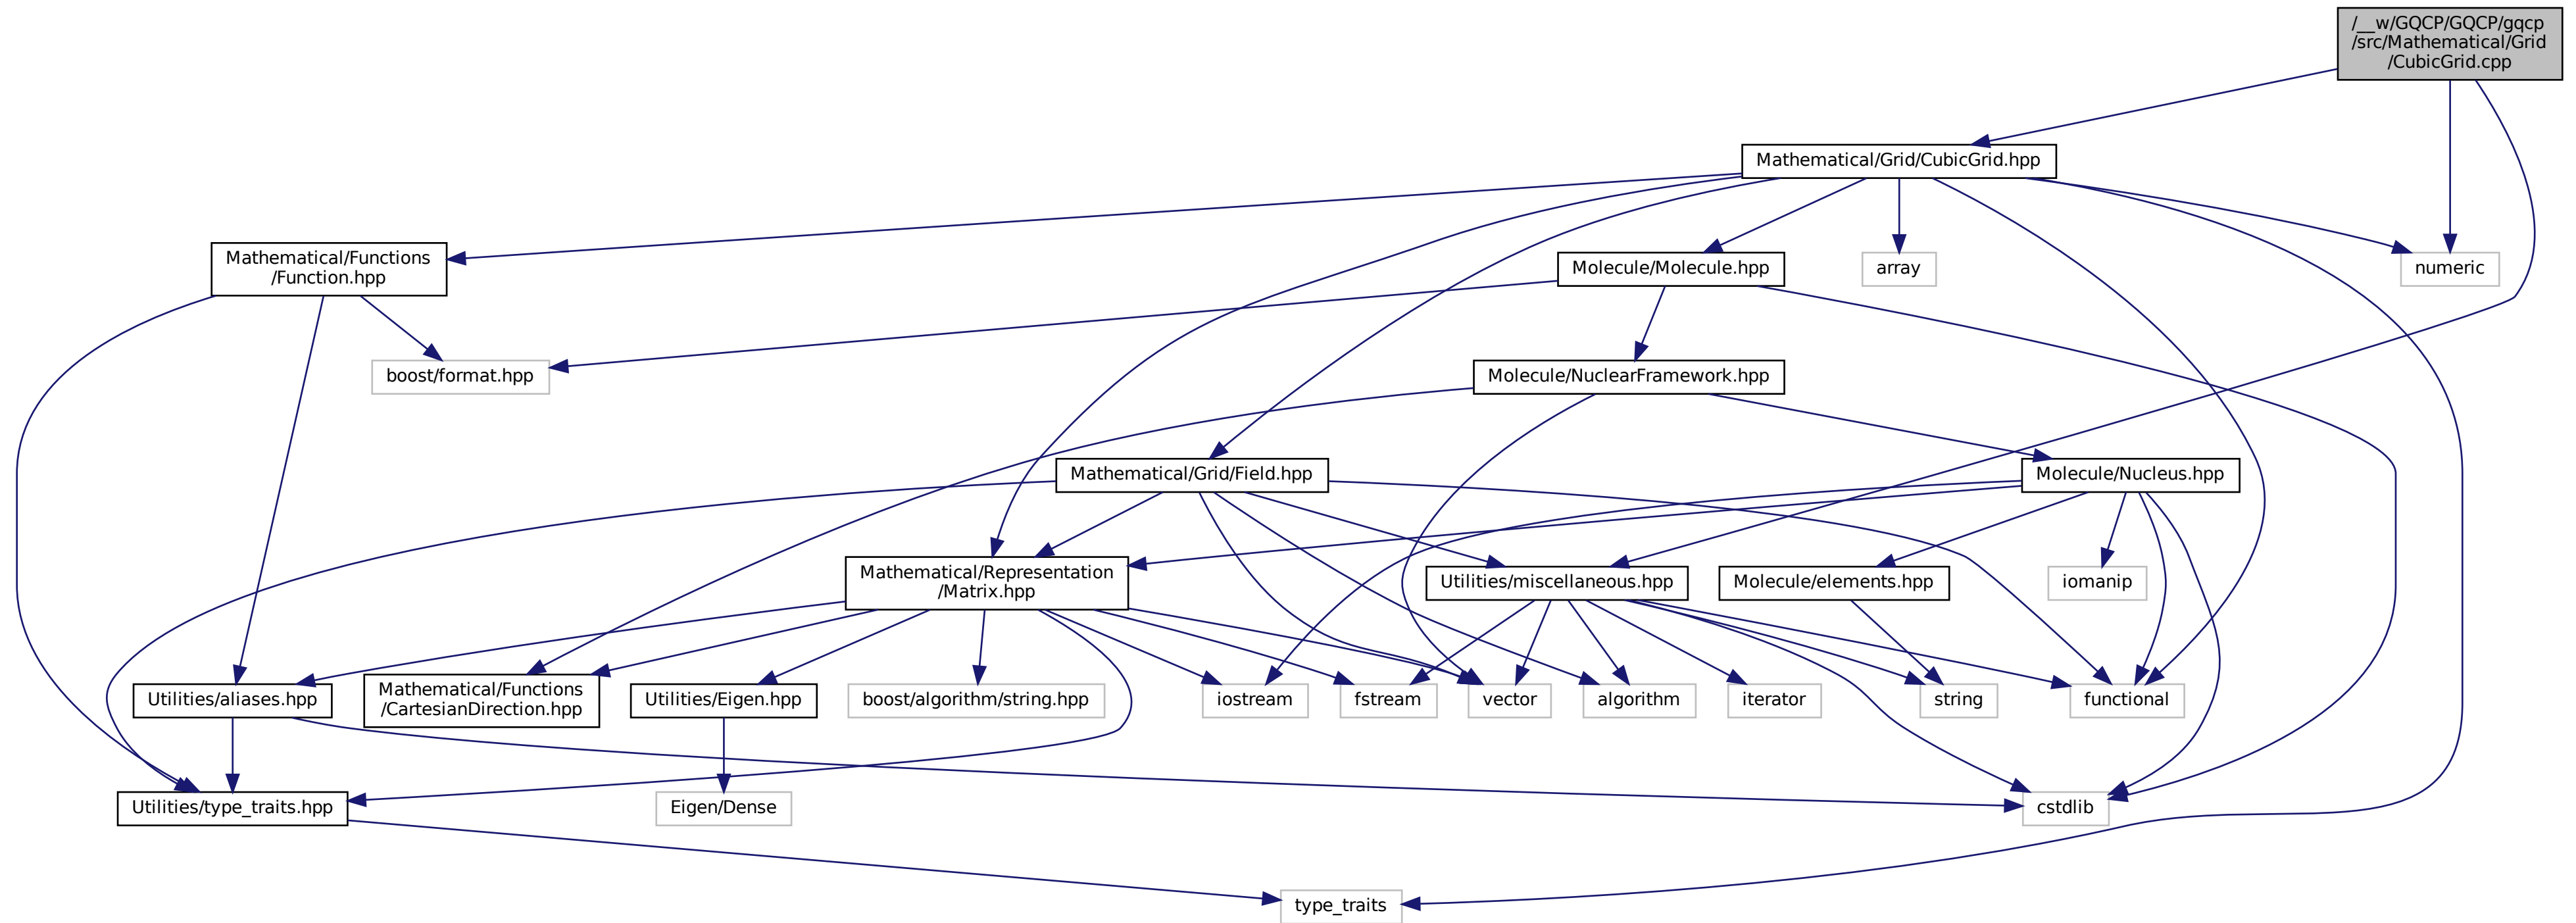 /__w/GQCP/GQCP/gqcp
/src/Mathematical/Grid
/CubicGrid.cpp
Mathematical/Grid/CubicGrid.hpp
Mathematical/Functions
/Function.hpp
Molecule/Molecule.hpp
array
numeric
boost/format.hpp
Molecule/NuclearFramework.hpp
Mathematical/Grid/Field.hpp
Molecule/Nucleus.hpp
Mathematical/Representation
/Matrix.hpp
Utilities/miscellaneous.hpp
Molecule/elements.hpp
iomanip
Utilities/aliases.hpp
Mathematical/Functions
/CartesianDirection.hpp
Utilities/Eigen.hpp
boost/algorithm/string.hpp
iostream
fstream
vector
algorithm
iterator
string
functional
Utilities/type_traits.hpp
Eigen/Dense
cstdlib
type_traits